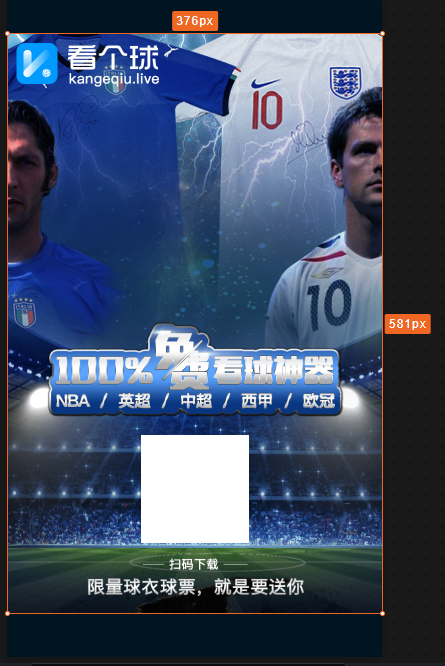 376px
看个球
kangeqiu.live
10
ITALIA
581px
10
ITALIA
100%免费看球神器
NBA / 英超 / 中超 / 西甲 / 欧冠
扫码下载
限量球衣球票，就是要送你